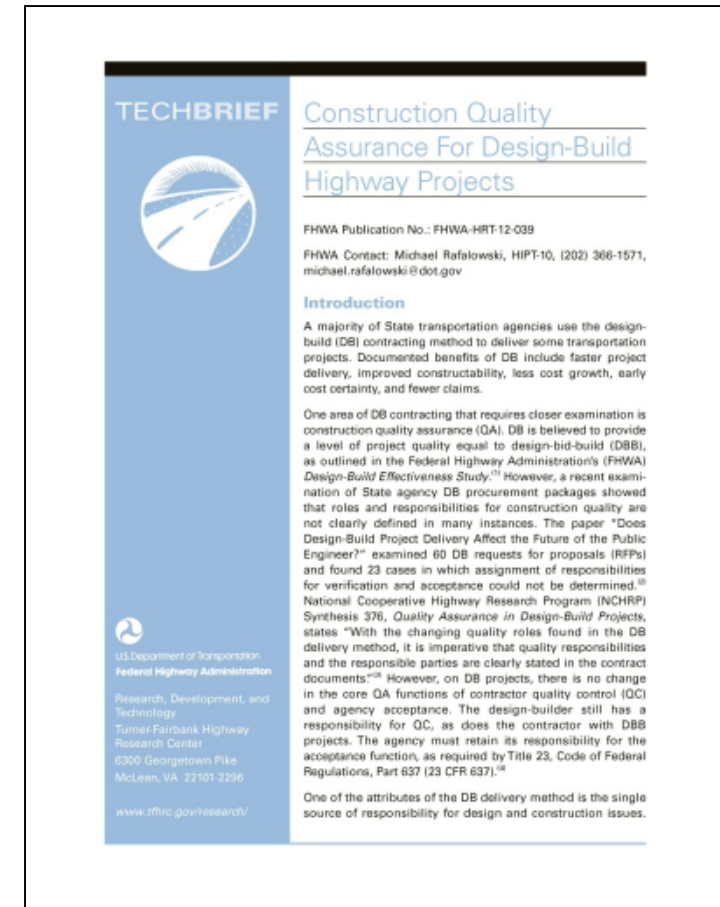 TECHBRIEF
Construction Quality
Assurance For Design-Build
Highway Projects
FHWA Publication No.: FHWA-HRT-12-039
FHWA Contact: Michael Rafalowski, HIPT-10, (202) 366-1571,
michael.rafalowski@dot.gov
Introduction
A majority of State transportation agencies use the design-
build (DB) contracting method to deliver some transportation
projects. Documented benefits of DB include faster project
delivery, improved constructability, less cost growth, early
cost certainty, and fewer claims.
One area of DB contracting that requires closer examination is
construction quality assurance (QA). DB is believed to provide
a level of project quality equal to design-bid-build (DBB),
as outlined in the Federal Highway Administration's (FHWA)
Design-Build Effectiveness Study.(1) However, a recent exami-
nation of State agency DB procurement packages showed
that roles and responsibilities for construction quality are
not clearly defined in many instances. The paper "Does
Design-Build Project Delivery Affect the Future of the Public
Engineer?" examined 60 DB requests for proposals (RFPs)
and found 23 cases in which assignment of responsibilities
for verification and acceptance could not be determined.(2)
National Cooperative Highway Research Program (NCHRP)
Synthesis 376, Quality Assurance in Design-Build Projects,
states "With the changing quality roles found in the DB
delivery method, it is imperative that quality responsibilities
and the responsible parties are clearly stated in the contract
documents."(3) However, on DB projects, there is no change
in the core QA functions of contractor quality control (QC)
and agency acceptance. The design-builder still has a
responsibility for QC, as does the contractor with DBB
projects. The agency must retain its responsibility for the
acceptance function, as required by Title 23, Code of Federal
Regulations, Part 637 (23 CFR 637).(4)
One of the attributes of the DB delivery method is the single
source of responsibility for design and construction issues.
U.S. Department of Transportation
Federal Highway Administration
Research, Development, and
Technology
Turner-Fairbank Highway
Research Center
6300 Georgetown Pike
McLean, VA 22101-2296
www.tfhrc.gov/research/